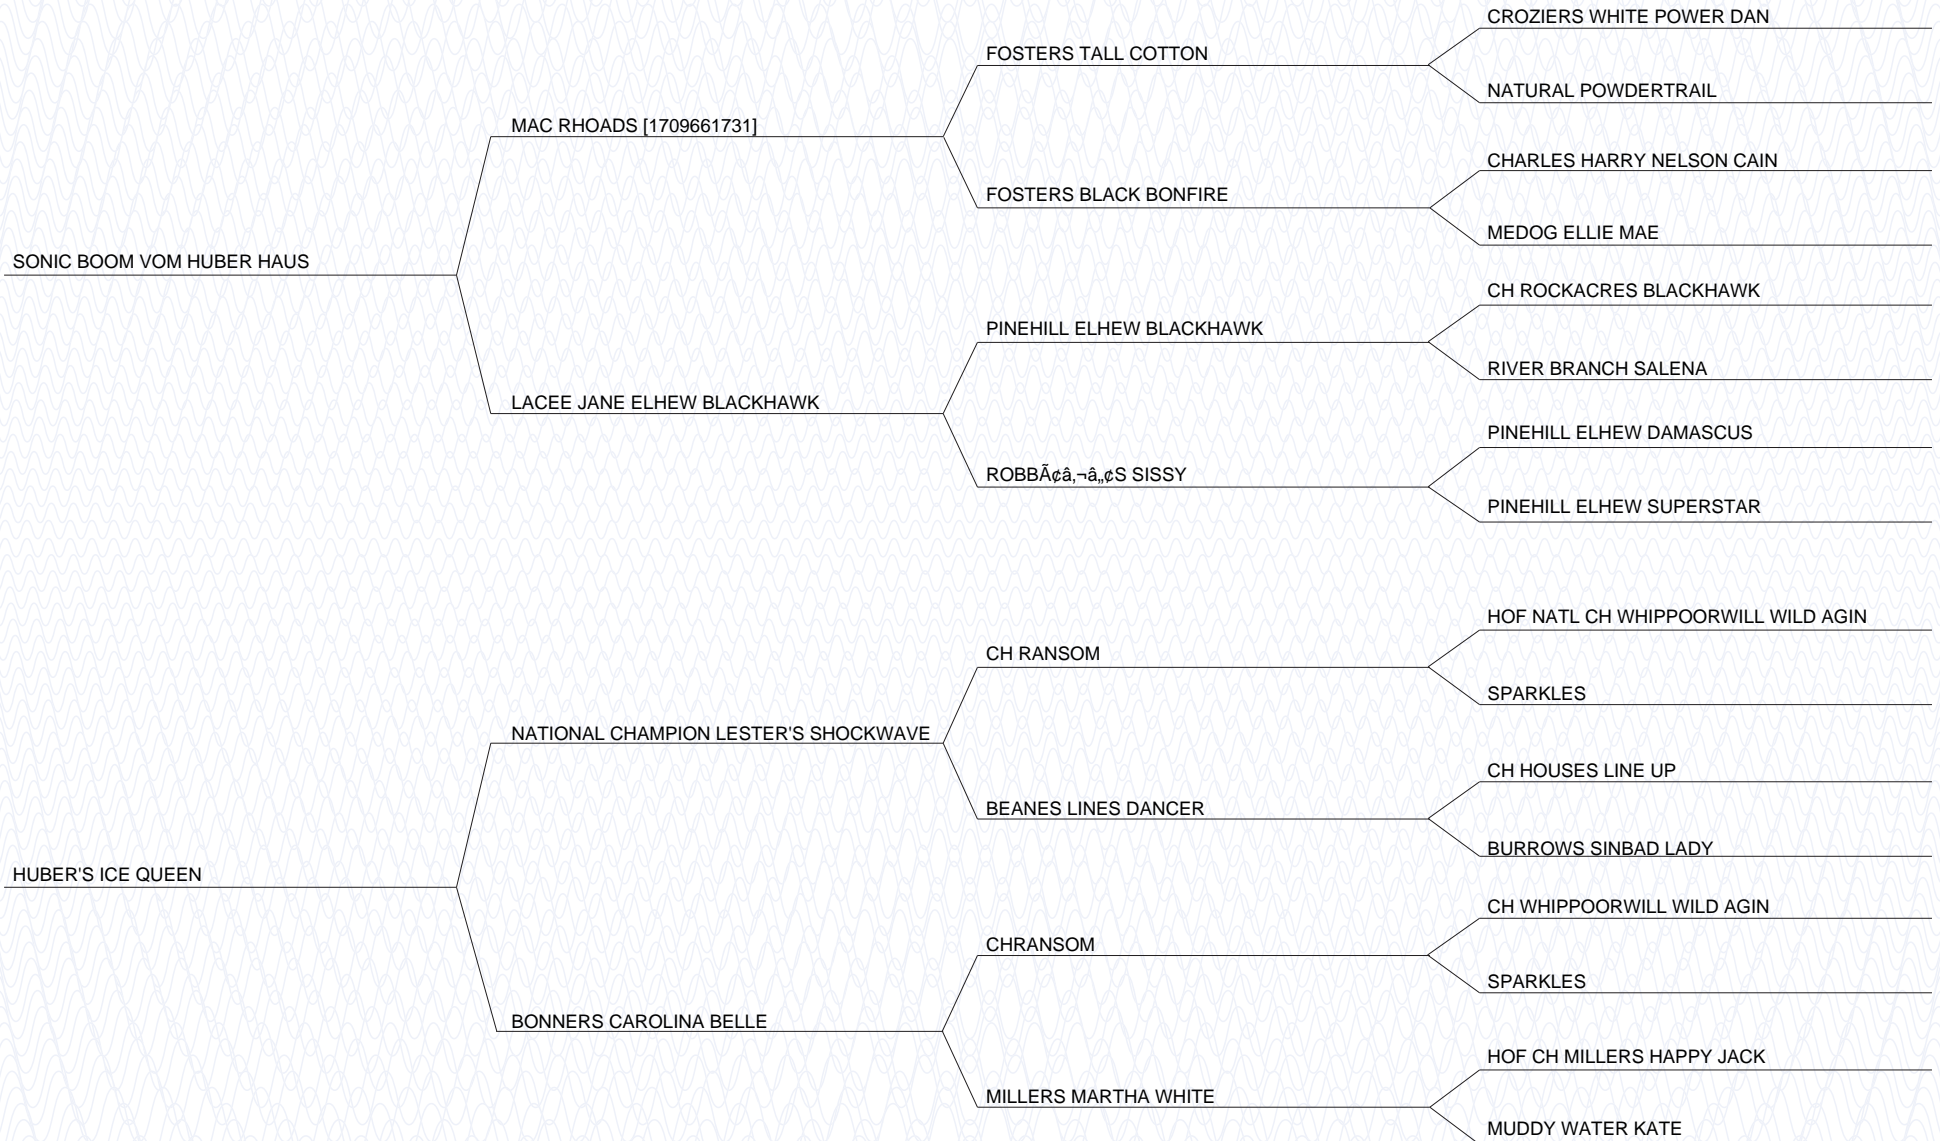 CROZIERS WHITE POWER DAN
FOSTERS TALL COTTON
NATURAL POWDERTRAIL
MAC RHOADS [1709661731]
CHARLES HARRY NELSON CAIN
FOSTERS BLACK BONFIRE
MEDOG ELLIE MAE
SONIC BOOM VOM HUBER HAUS
CH ROCKACRES BLACKHAWK
PINEHILL ELHEW BLACKHAWK
RIVER BRANCH SALENA
LACEE JANE ELHEW BLACKHAWK
PINEHILL ELHEW DAMASCUS
ROBBÃ¢â‚¬â„¢S SISSY
PINEHILL ELHEW SUPERSTAR
HOF NATL CH WHIPPOORWILL WILD AGIN
CH RANSOM
SPARKLES
NATIONAL CHAMPION LESTER'S SHOCKWAVE
CH HOUSES LINE UP
BEANES LINES DANCER
BURROWS SINBAD LADY
HUBER'S ICE QUEEN
CH WHIPPOORWILL WILD AGIN
CHRANSOM
SPARKLES
BONNERS CAROLINA BELLE
HOF CH MILLERS HAPPY JACK
MILLERS MARTHA WHITE
MUDDY WATER KATE